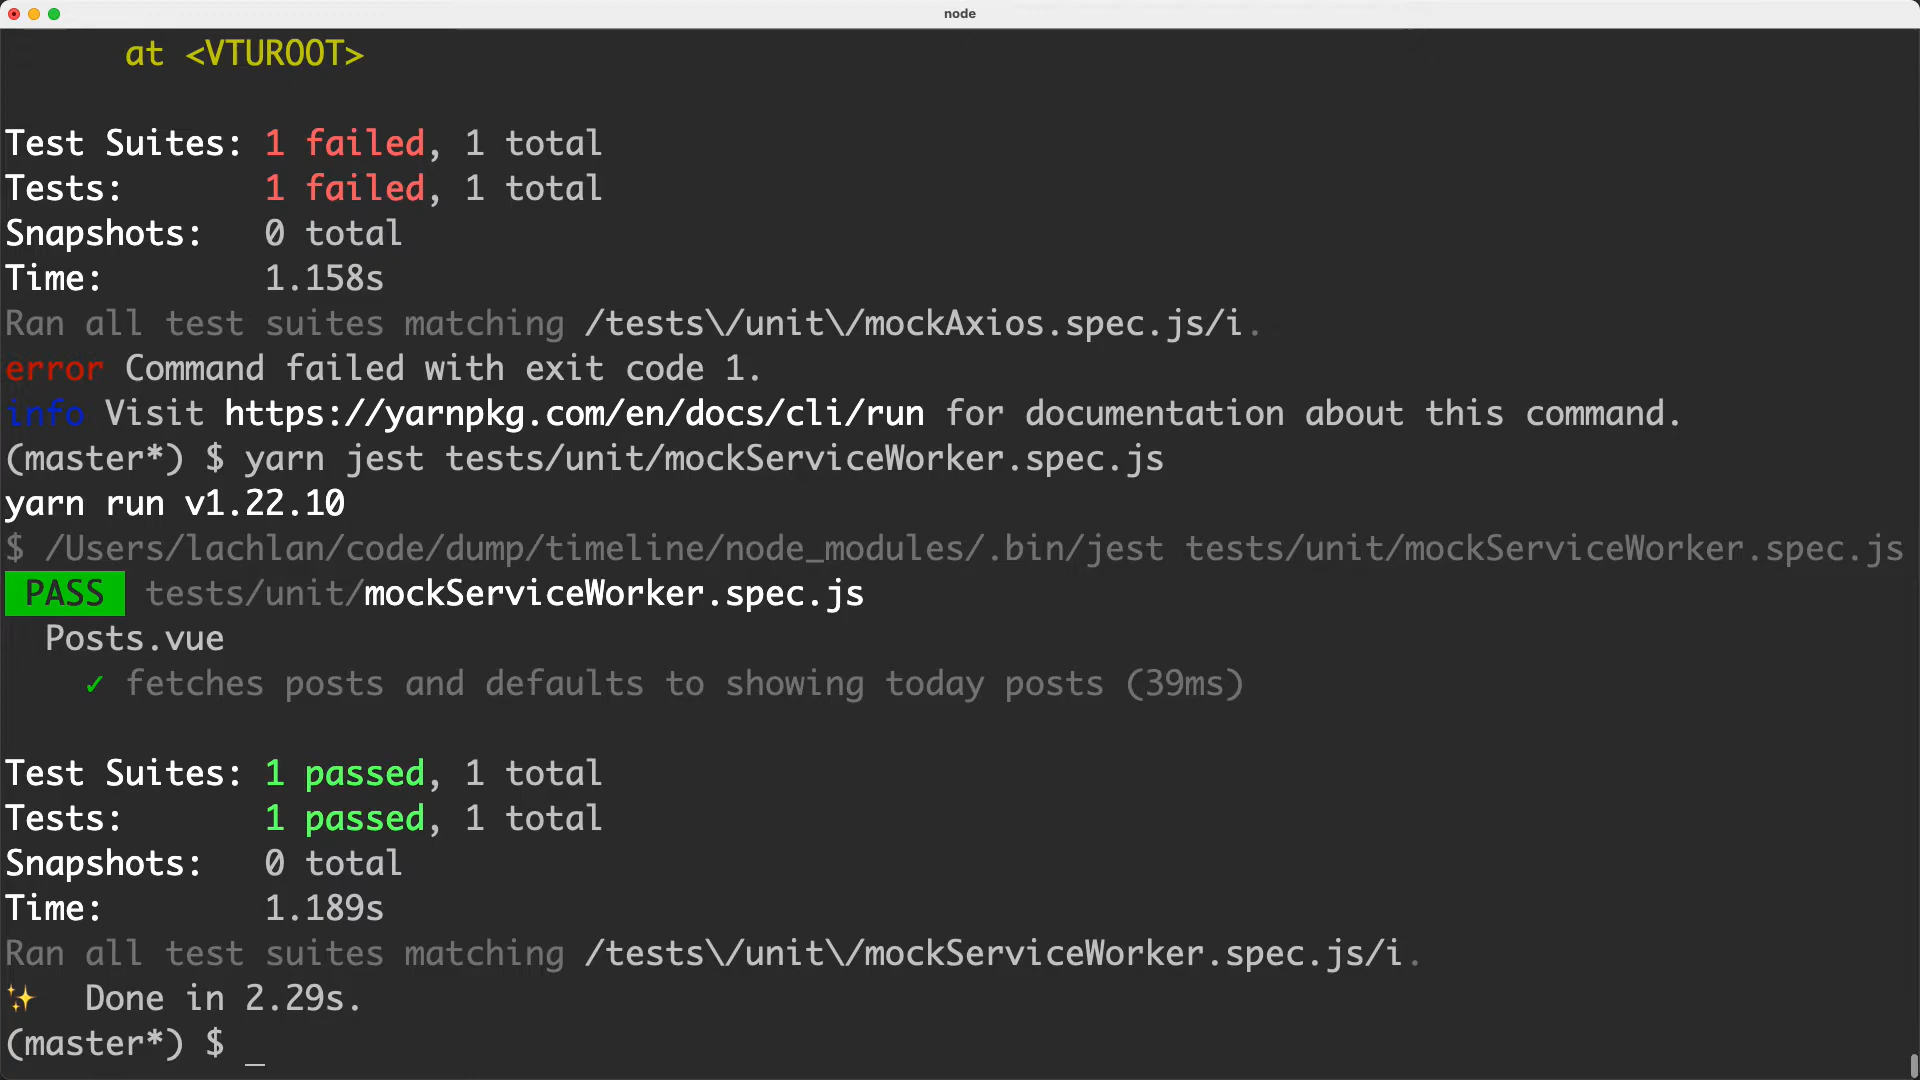 node
at <VTUROOT>
Test Suites: 1 failed, 1 total
Tests: 1 failed, 1 total
Snapshots: 0 total
Time: 1.158s
Ran all test suites matching /tests\/unit\/mockAxios.spec.js/i.
error Command failed with exit code 1.
info Visit https://yarnpkg.com/en/docs/cli/run for documentation about this command.
(master*) $ yarn jest tests/unit/mockServiceWorker.spec.js
yarn run v1.22.10
$ /Users/lachlan/code/dump/timeline/node_modules/.bin/jest tests/unit/mockServiceWorker.spec.js
PASS tests/unit/mockServiceWorker.spec.js
Posts.vue
✓ fetches posts and defaults to showing today posts (39ms)
Test Suites: 1 passed, 1 total
Tests: 1 passed, 1 total
Snapshots: 0 total
Time: 1.189s
Ran all test suites matching /tests\/unit\/mockServiceWorker.spec.js/i.
✨ Done in 2.29s.
(master*) $ _